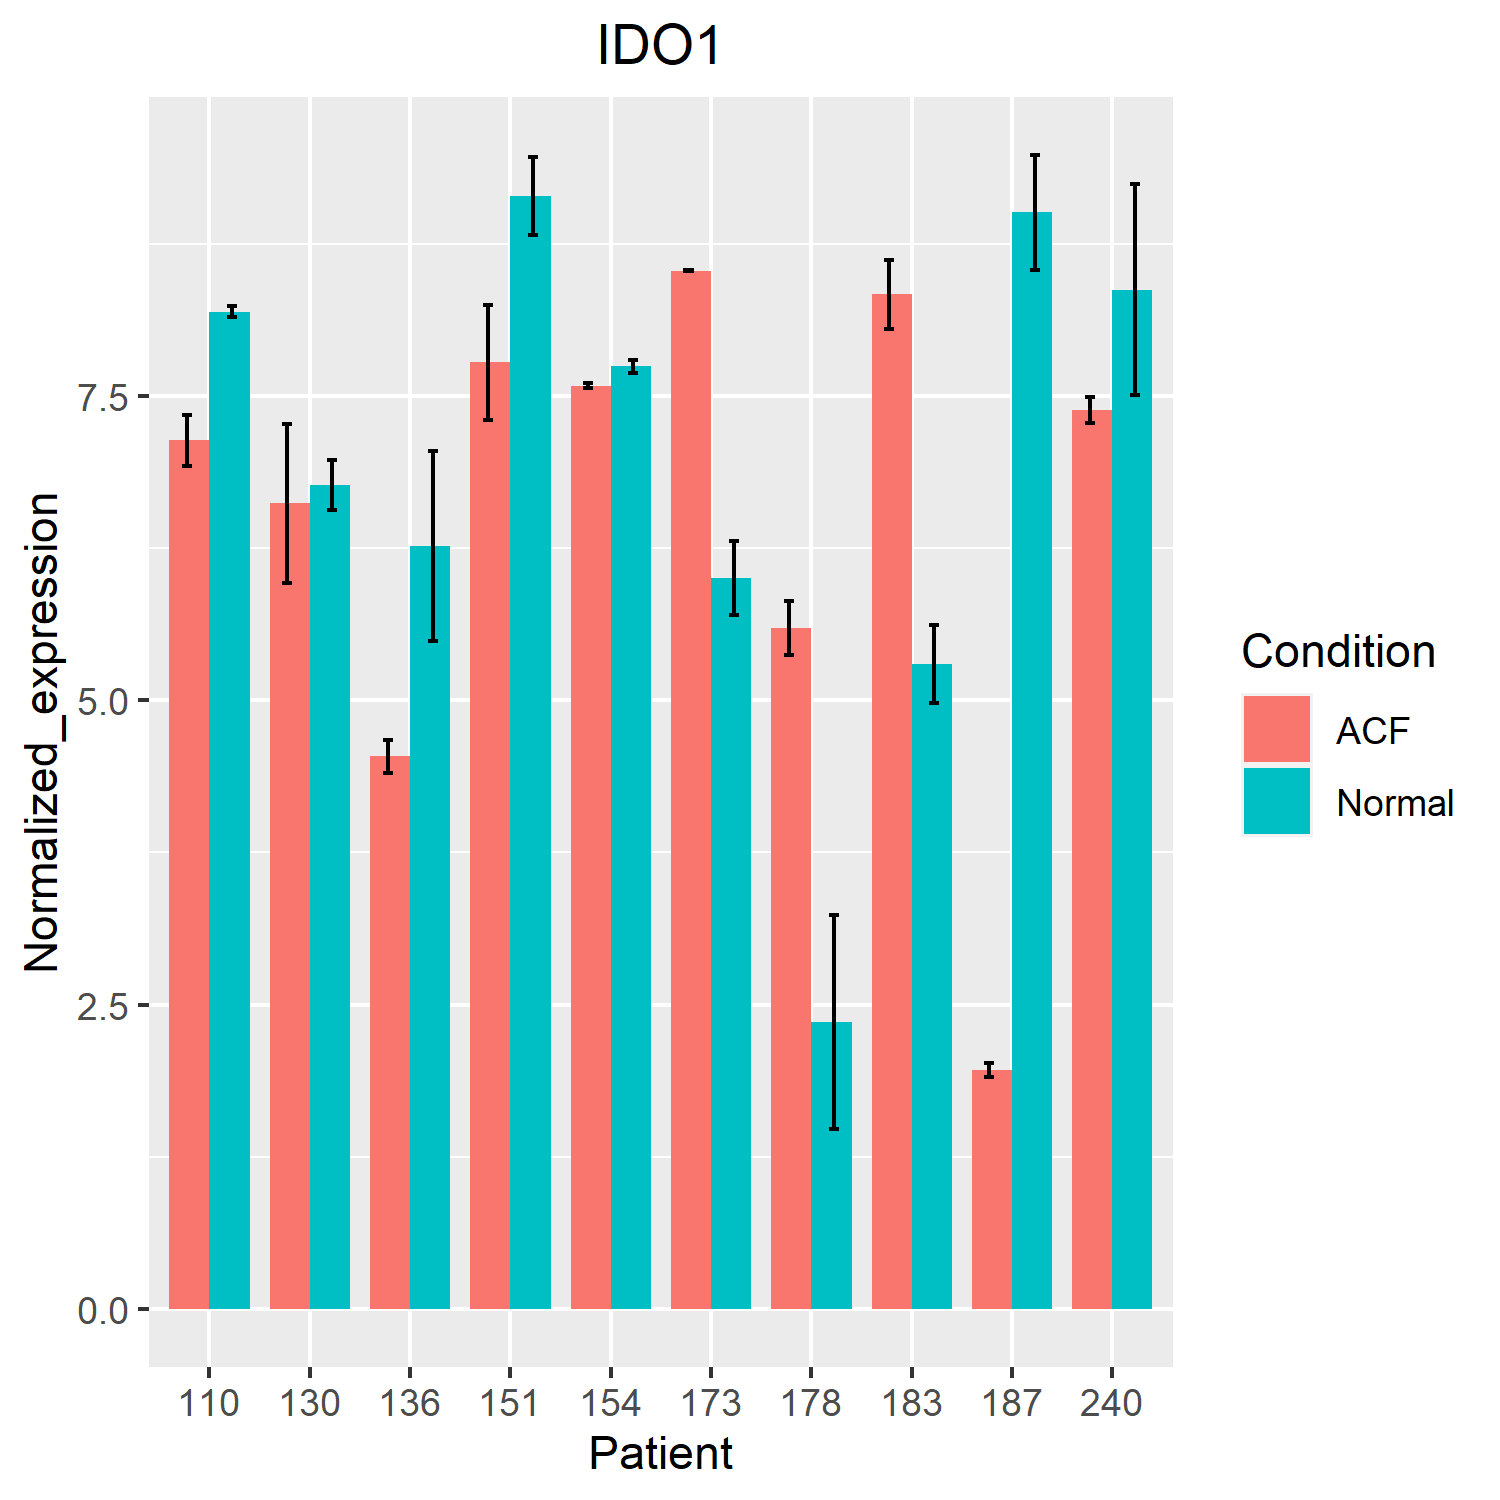 IDO1
Normalized_expression
7.5
5.0
2.5
0.0
110 130 136 151 154 173 178 183 187 240
Patient
Condition
ACF
Normal